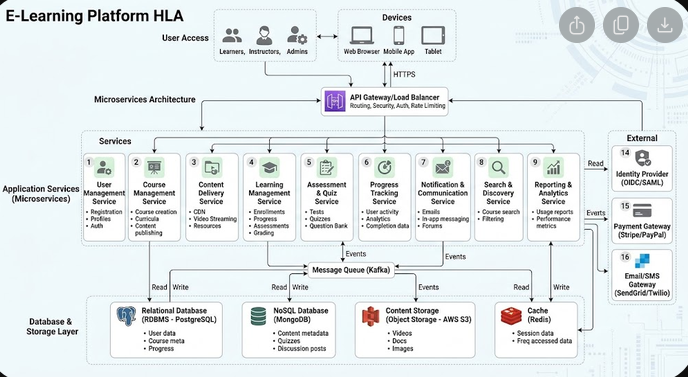 E-Learning Platform HLA
User Access
Learners, Instructors, Admins
Devices
Web Browser
Mobile App
Tablet
HTTPS
Microservices Architecture
API Gateway/Load Balancer
Routing, Security, Auth, Rate Limiting
Services
Application Services
(Microservices)
1
User
Management
Service
• Registration
• Profiles
• Auth
2
Course
Management
Service
• Course creation
• Curricula
• Content
publishing
3
Content
Delivery
Service
• CDN
• Video Streaming
• Resources
4
Learning
Management
Service
• Enrollments
• Progress
• Assessments
• Grading
5
Assessment
& Quiz
Service
• Tests
• Quizzes
• Question Bank
6
Progress
Tracking
Service
• User activity
• Analytics
• Completion data
7
Notification &
Communication
Service
• Emails
• in-app messaging
• Forums
8
Search &
Discovery
Service
• Course search
• Filtering
9
Reporting &
Analytics
Service
• Usage reports
• Performance
metrics
External
Read
14
Identity Provider
(OIDC/SAML)
Events
15
Payment Gateway
(Stripe/PayPal)
16
Email/SMS
Gateway
(SendGrid/Twilio)
Events
Events
Message Queue (Kafka)
Read
Write
Read
Write
Read
Write
Database &
Storage Layer
Relational Database
(RDBMS - PostgreSQL)
• User data
• Course meta
• Progress
NoSQL Database
(MongoDB)
• Content metadata
• Quizzes
• Discussion posts
Content Storage
(Object Storage - AWS S3)
• Videos
• Docs
• Images
Cache
(Redis)
• Session data
• Freq accessed data